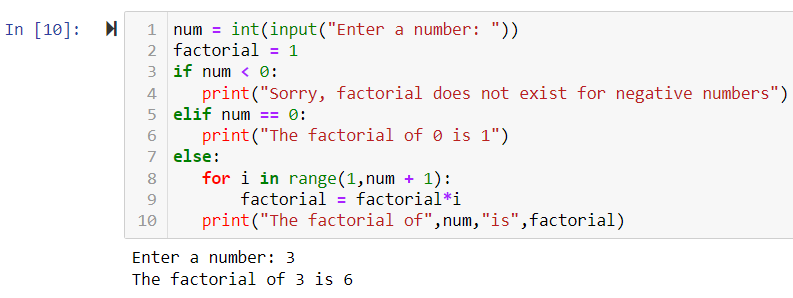 In [10]:
1 num = int(input("Enter a number: "))
2 factorial = 1
3 if num < 0:
4    print("Sorry, factorial does not exist for negative numbers")
5 elif num == 0:
6    print("The factorial of 0 is 1")
7 else:
8    for i in range(1,num + 1):
9        factorial = factorial*i
10    print("The factorial of",num,"is",factorial)
Enter a number: 3
The factorial of 3 is 6